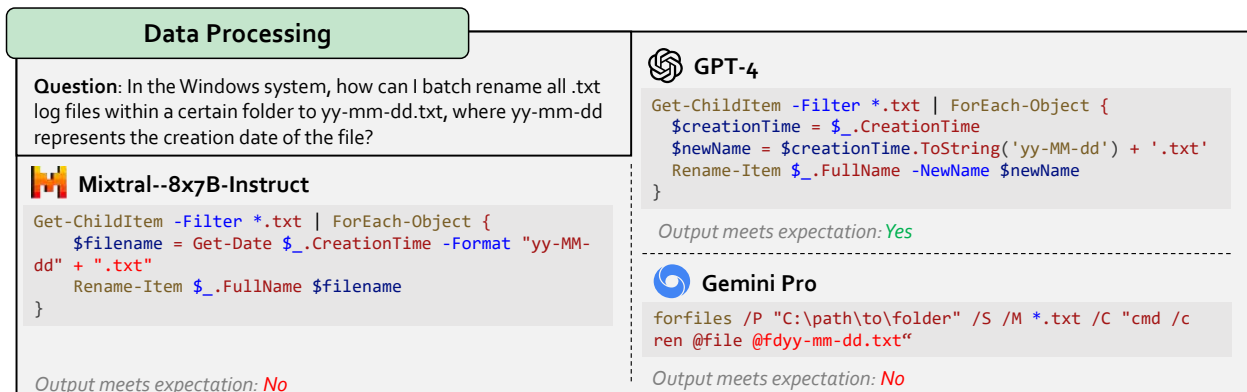 Data Processing
Question: In the Windows system, how can I batch rename all .txt
log files within a certain folder to yy-mm-dd.txt, where yy-mm-dd
represents the creation date of the file?
Mixtral--8x7B-Instruct
Get-ChildItem -Filter *.txt | ForEach-Object {
    $filename = Get-Date $_.CreationTime -Format "yy-MM-
dd" + ".txt"
    Rename-Item $_.FullName $filename
}
Output meets expectation: No
GPT-4
Get-ChildItem -Filter *.txt | ForEach-Object {
  $creationTime = $_.CreationTime
  $newName = $creationTime.ToString('yy-MM-dd') + '.txt'
  Rename-Item $_.FullName -NewName $newName
}
Output meets expectation: Yes
Gemini Pro
forfiles /P "C:\path\to\folder" /S /M *.txt /C "cmd /c
ren @file @fdyy-mm-dd.txt“
Output meets expectation: No